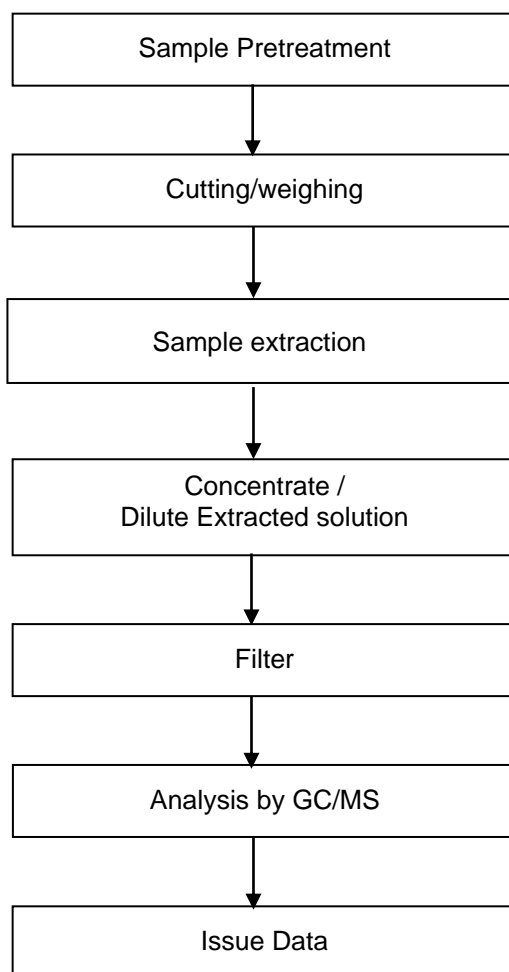 Sample Pretreatment
Cutting/weighing
Sample extraction
Concentrate /
Dilute Extracted solution
Filter
Analysis by GC/MS
Issue Data